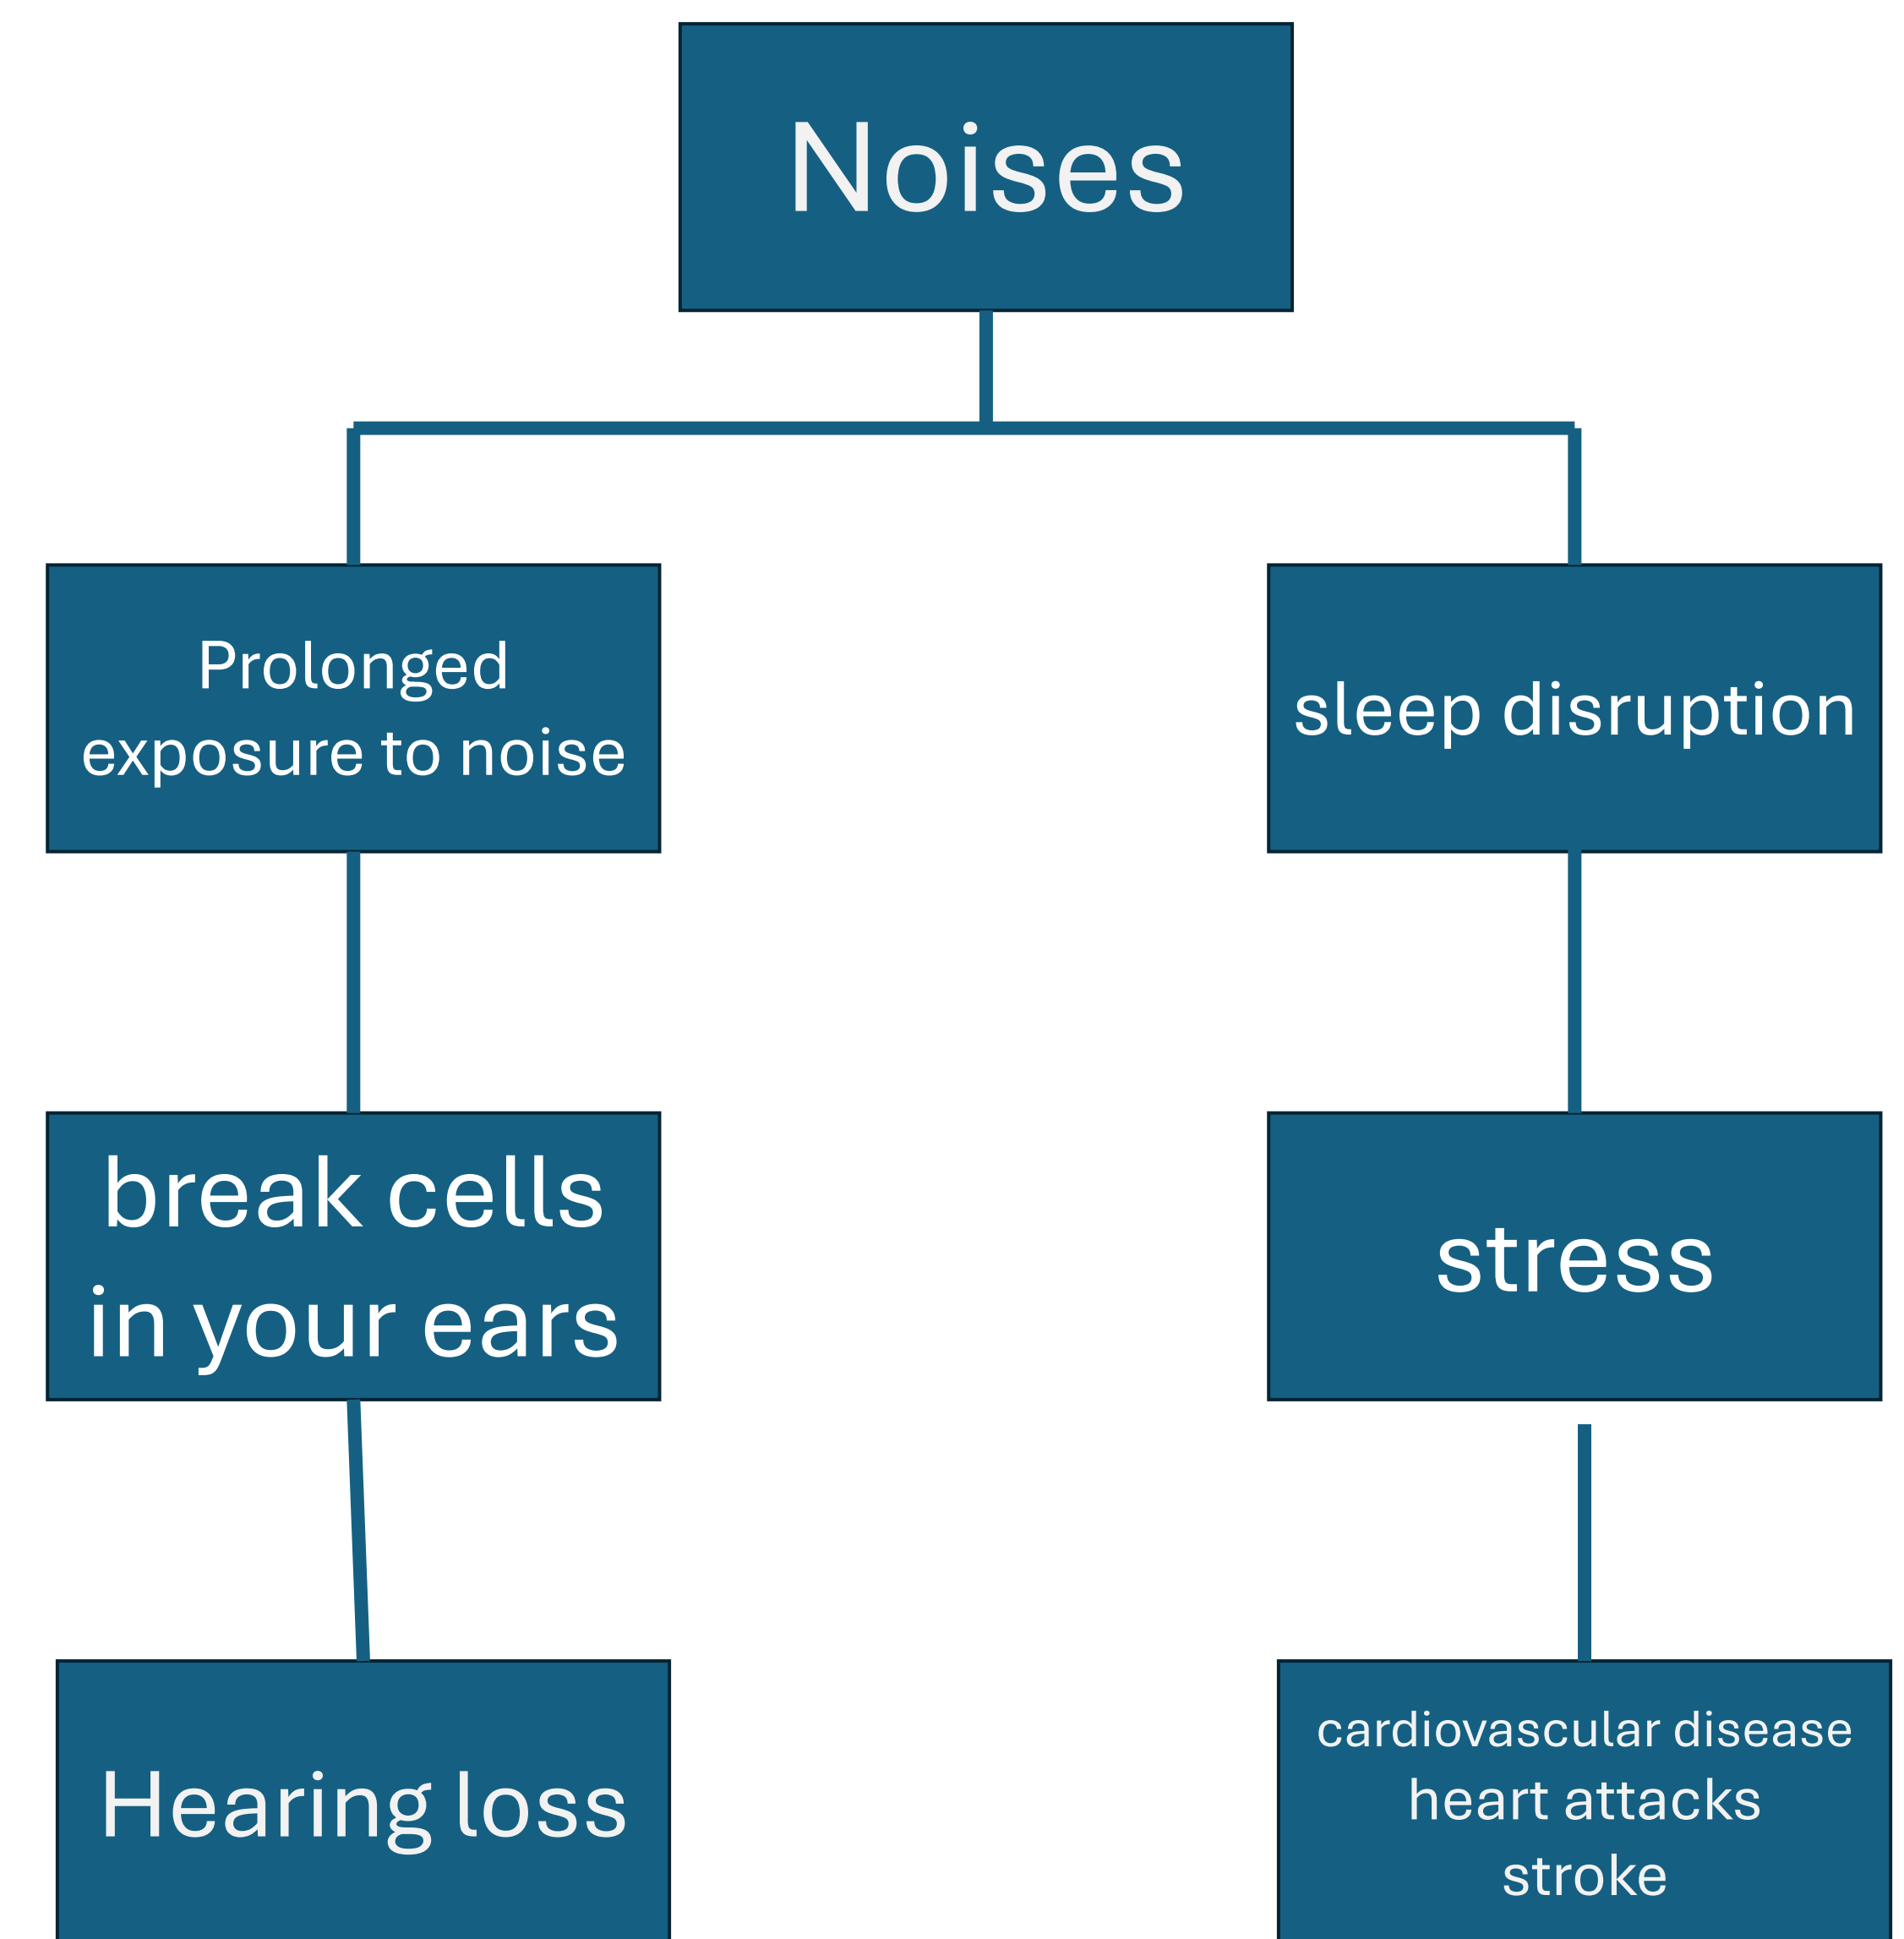 Noises
Prolonged
exposure to noise
sleep disruption
break cells
in your ears
stress
Hearing loss
cardiovascular disease
heart attacks
stroke